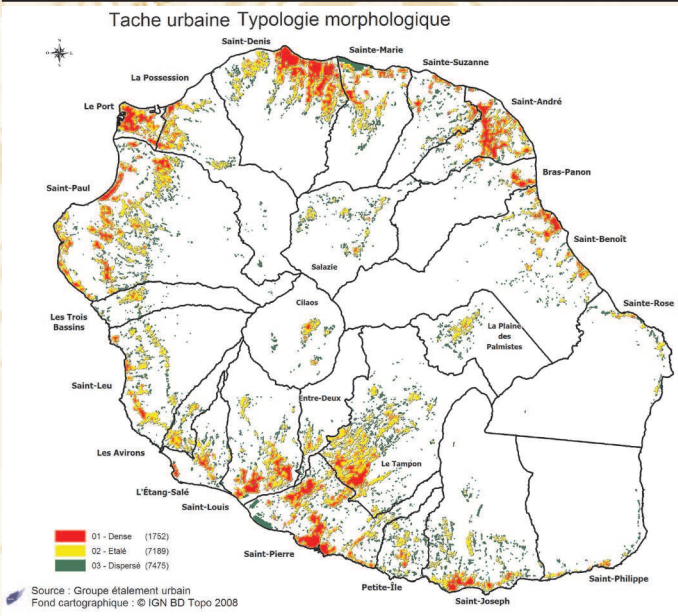 Tache urbaine Typologie morphologique
Saint-Denis
Sainte-Marie
Sainte-Suzanne
La Possession
Le Port
Saint-André
Bras-Panon
Saint-Paul
Saint-Benoît
Salazie
Cilaos
Sainte-Rose
Les Trois
Bassins
La Plaine
des
Palmistes
Saint-Leu
Entre-Deux
Les Avirons
Le Tampon
L'Étang-Salé
Saint-Louis
01 - Dense (1752)
02 - Etalé (7189)
03 - Dispersé (7475)
Saint-Pierre
Petite-Île
Saint-Joseph
Saint-Philippe
Source : Groupe étalement urbain
Fond cartographique : © IGN BD Topo 2008